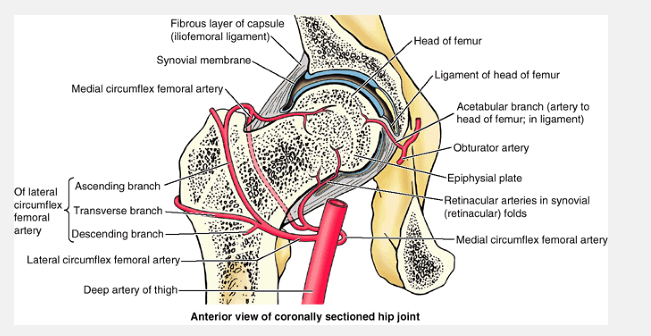 Fibrous layer of capsule
(iliofemoral ligament)
Synovial membrane
Medial circumflex femoral artery
Head of femur
Ligament of head of femur
Acetabular branch (artery to
head of femur; in ligament)
Obturator artery
Epiphysial plate
Retinacular arteries in synovial
(retinacular) folds
Medial circumflex femoral artery
Of lateral
circumflex
femoral
artery
Ascending branch
Transverse branch
Descending branch
Lateral circumflex femoral artery
Deep artery of thigh
Anterior view of coronally sectioned hip joint